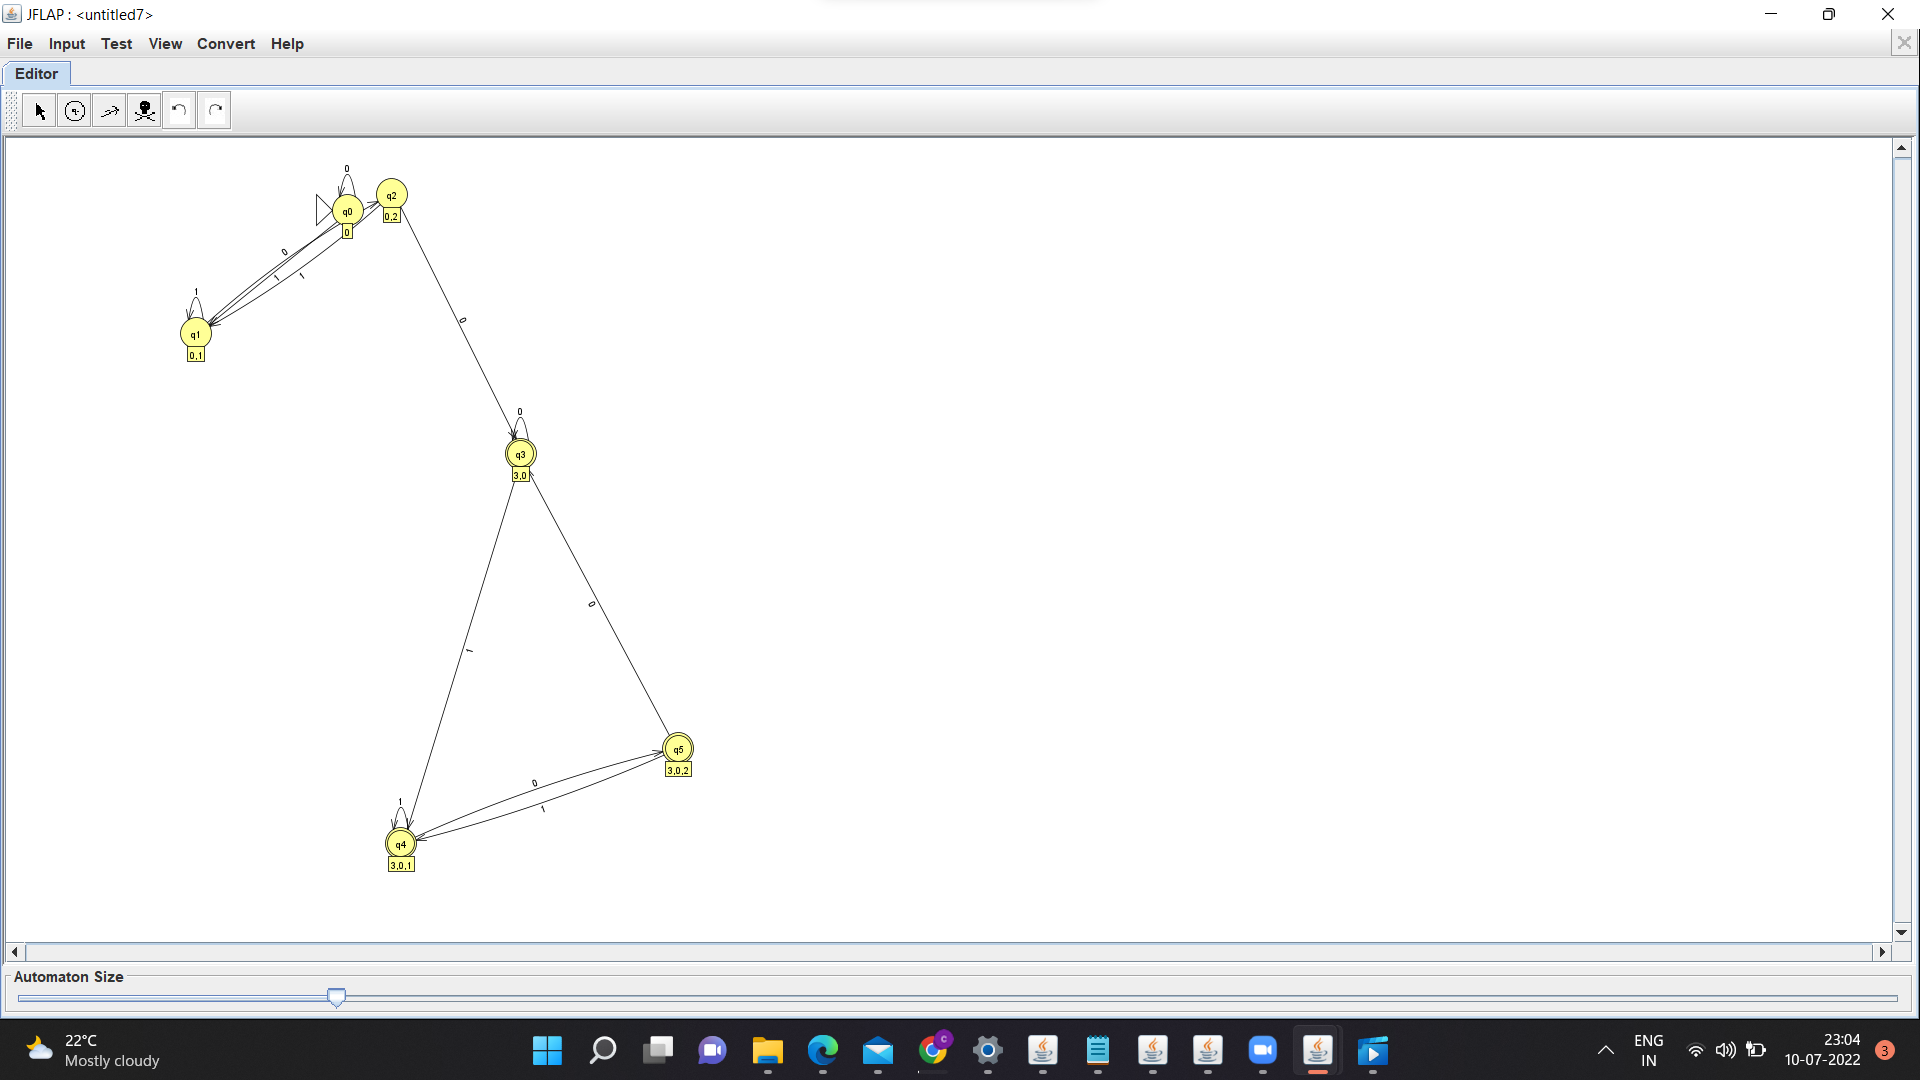 JFLAP : <untitled7>
File Input Test View Convert Help
Editor
0
q2
q0
0,2
0
0
1
1
1
q1
0,1
0
0
q3
3,0
0
1
q5
3,0,2
0
1
1
q4
3,0,1
Automaton Size
22°C
Mostly cloudy
C
ENG
IN
23:04
10-07-2022
3